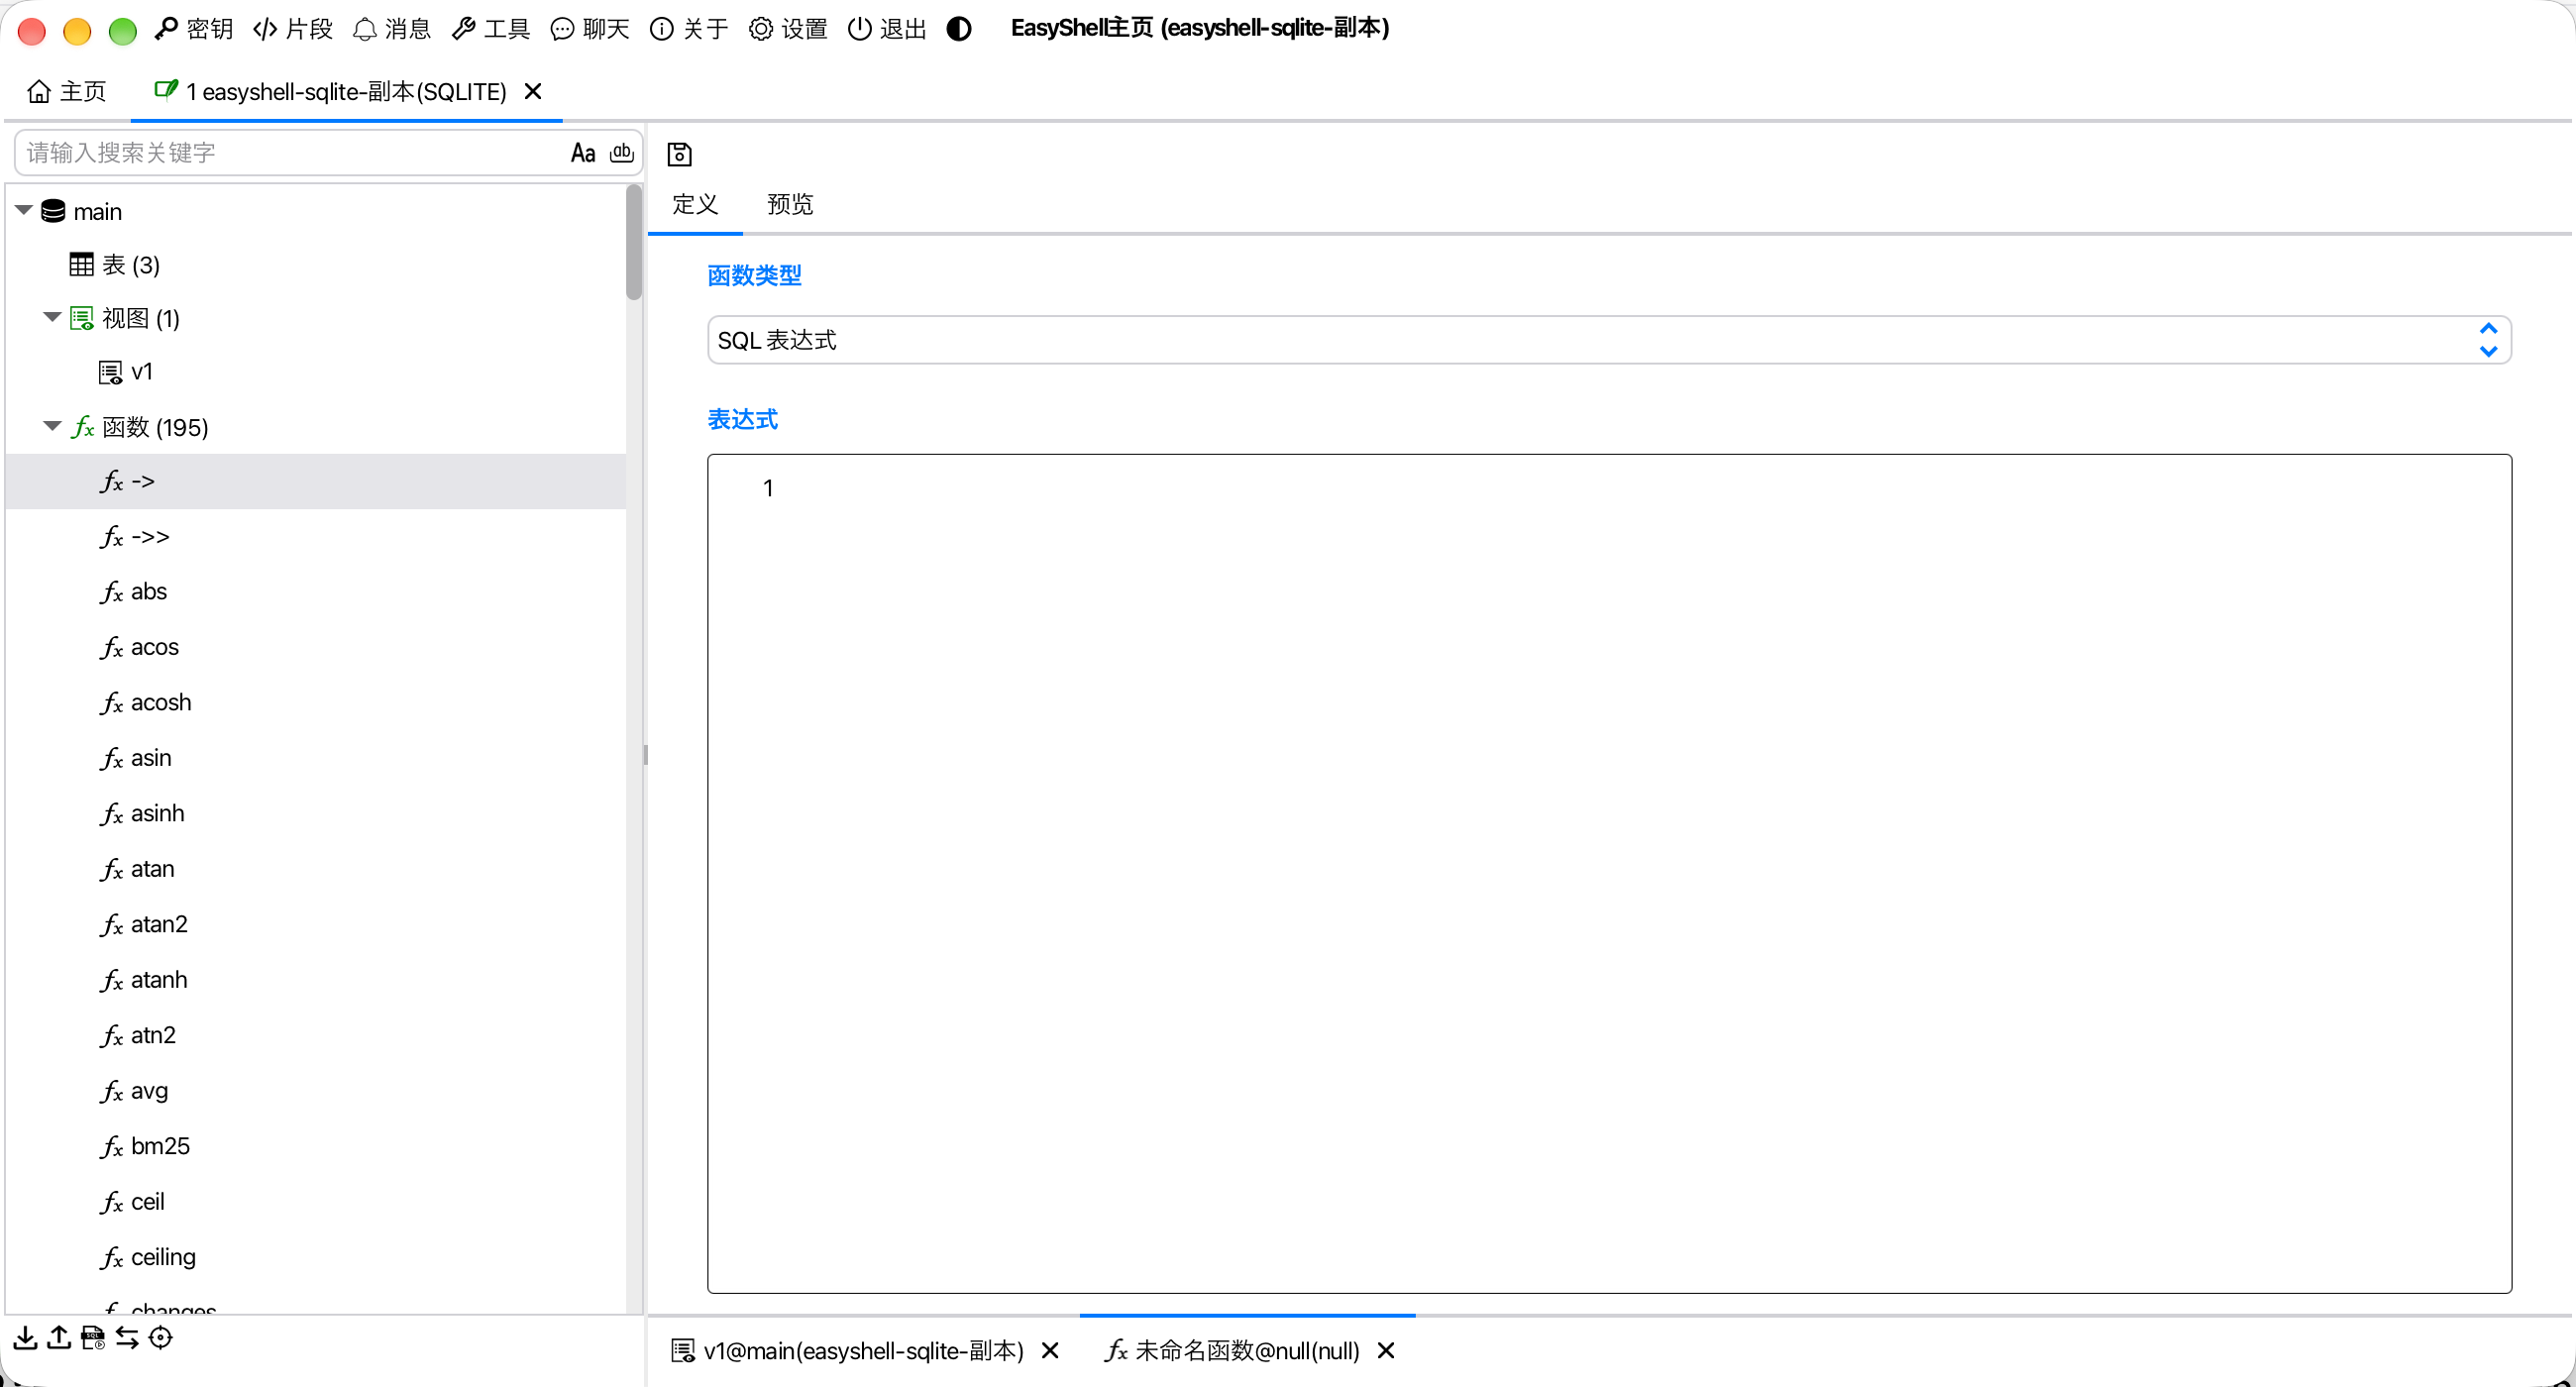 密钥 片段 消息 工具 聊天 关于 设置 退出 EasyShell主页 (easyshell-sqlite-副本)
主页 1 easyshell-sqlite-副本(SQLITE)
请输入搜索关键字 Aa ab
main
表 (3)
视图 (1)
v1
函数 (195)
->
->>
abs
acos
acosh
asin
asinh
atan
atan2
atanh
atn2
avg
bm25
ceil
ceiling
changes
定义 预览
函数类型
SQL 表达式
表达式
1
v1@main(easyshell-sqlite-副本) 未命名函数@null(null)